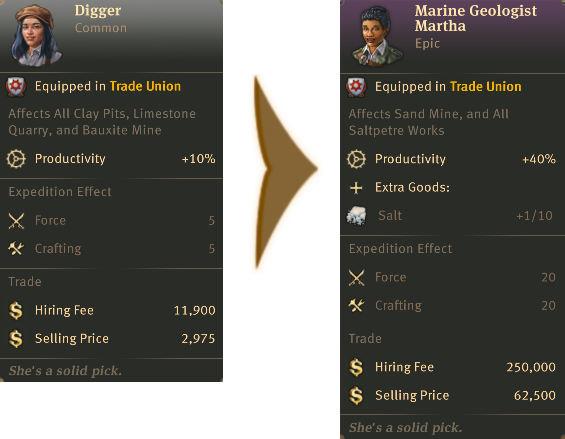 Digger
Common
Equipped in Trade Union
Affects All Clay Pits, Limestone
Quarry, and Bauxite Mine
Productivity +10%
Expedition Effect
Force 5
Crafting 5
Trade
Hiring Fee 11,900
Selling Price 2,975
She's a solid pick.
Marine Geologist
Martha
Epic
Equipped in Trade Union
Affects Sand Mine, and All
Saltpetre Works
Productivity +40%
Extra Goods:
Salt +1/10
Expedition Effect
Force 20
Crafting 20
Trade
Hiring Fee 250,000
Selling Price 62,500
She's a solid pick.